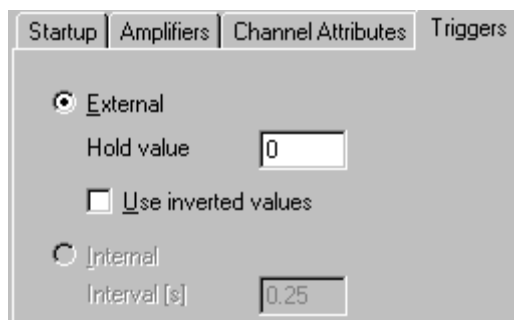 Startup Amplifiers Channel Attributes Triggers
External
Hold value 0
Use inverted values
Internal
Interval [s] 0.25